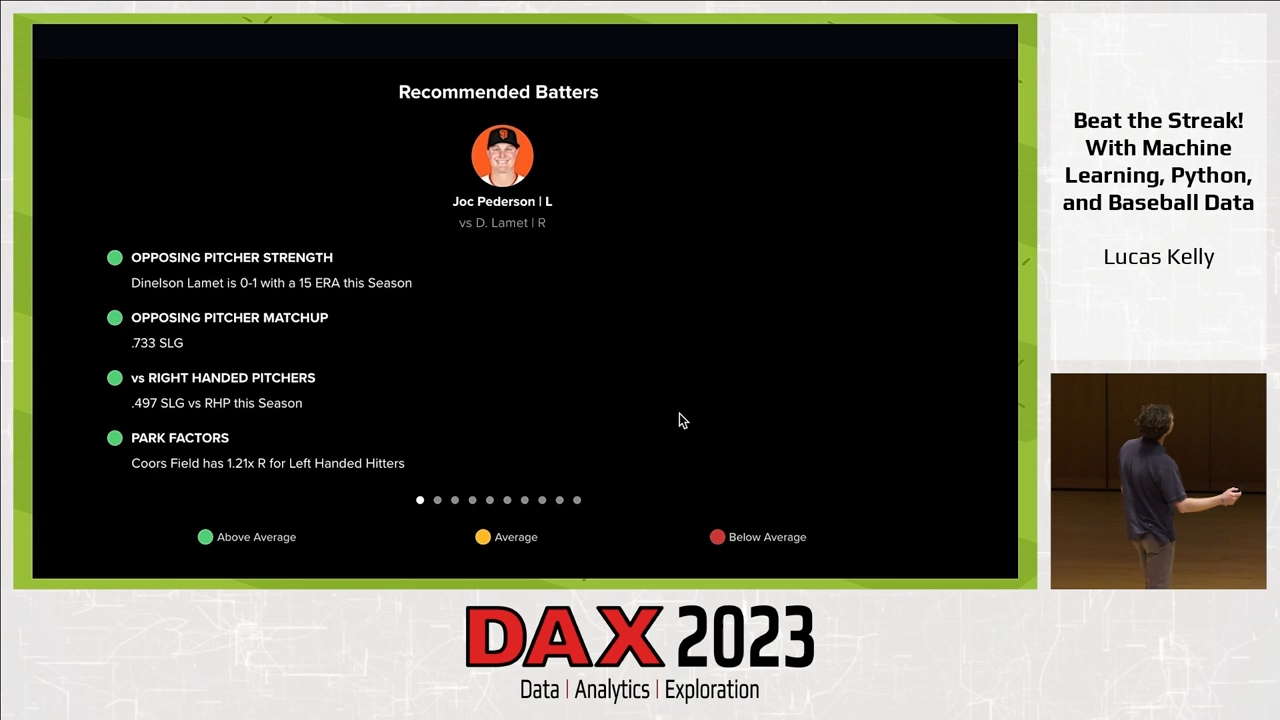 Recommended Batters
Joc Pederson | L
vs D. Lamet | R
OPPOSING PITCHER STRENGTH
Dinelson Lamet is 0-1 with a 15 ERA this Season
OPPOSING PITCHER MATCHUP
.733 SLG
vs RIGHT HANDED PITCHERS
.497 SLG vs RHP this Season
PARK FACTORS
Coors Field has 1.21x R for Left Handed Hitters
Above Average
Average
Below Average
Beat the Streak!
With Machine
Learning, Python,
and Baseball Data
Lucas Kelly
DAX 2023
Data | Analytics | Exploration